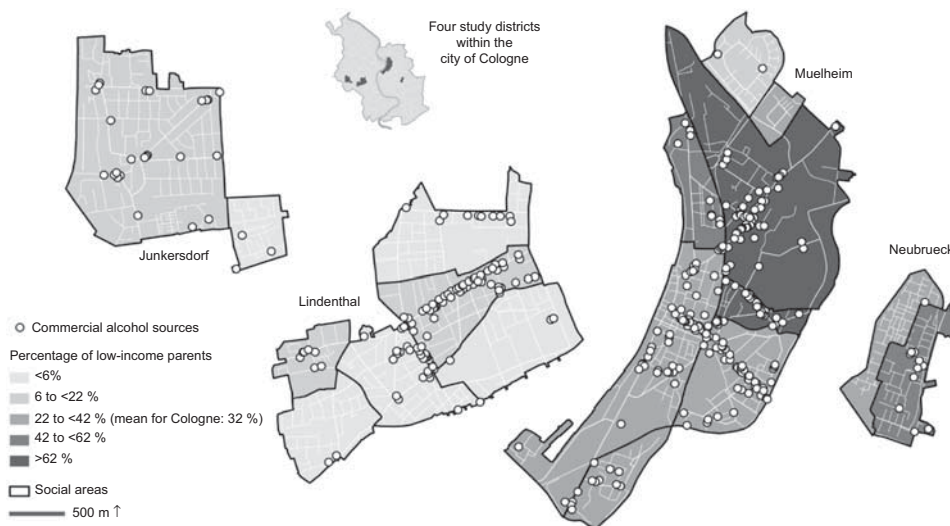 Four study districts
within the
city of Cologne
Muelheim
Junkersdorf
Neubrueck
Lindenthal
Commercial alcohol sources
Percentage of low-income parents
<6%
6 to <22 %
22 to <42 % (mean for Cologne: 32 %)
42 to <62 %
>62 %
Social areas
500 m ↑